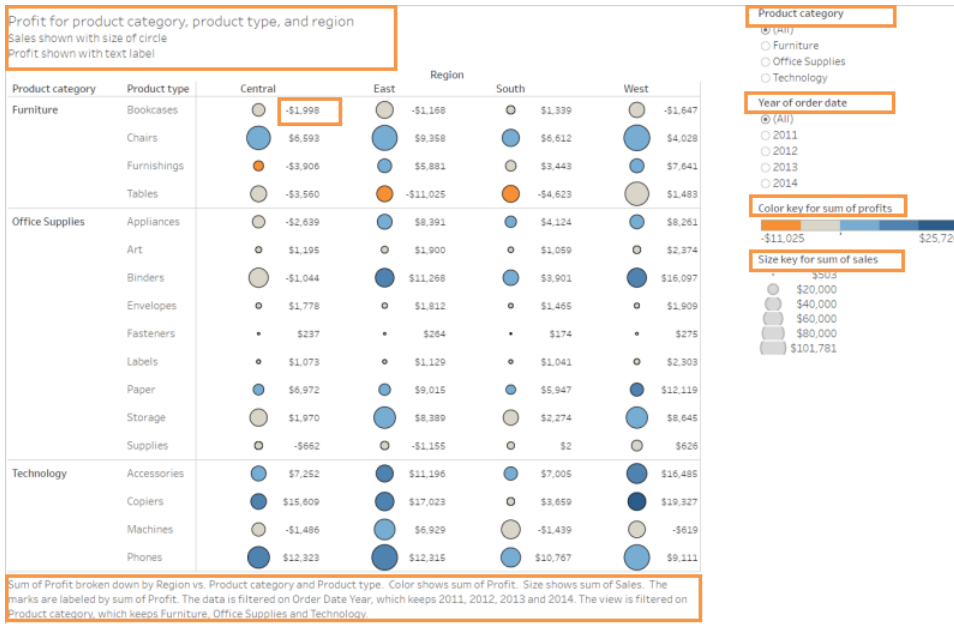 Profit for product category, product type, and region
Sales shown with size of circle
Profit shown with text label
Region
Product category Product type Central East South West
Furniture Bookcases -$1,998 -$1,168 $1,339 -$1,647
Chairs $6,593 $9,358 $6,612 $4,028
Furnishings -$3,906 $5,881 $3,443 $7,641
Tables -$3,560 -$11,025 -$4,623 $1,483
Office Supplies Appliances -$2,639 $8,391 $4,124 $8,261
Art $1,195 $1,900 $1,059 $2,374
Binders -$1,044 $11,268 $3,901 $16,097
Envelopes $1,778 $1,812 $1,465 $1,909
Fasteners $237 $264 $174 $275
Labels $1,073 $1,129 $1,041 $2,303
Paper $6,972 $9,015 $5,947 $12,119
Storage $1,970 $8,389 $2,274 $8,645
Supplies -$662 -$1,155 $2 $626
Technology Accessories $7,252 $11,196 $7,005 $16,485
Copiers $15,609 $17,023 $3,659 $19,327
Machines -$1,486 $6,929 -$1,439 -$619
Phones $12,323 $12,315 $10,767 $9,111
Sum of Profit broken down by Region vs. Product category and Product type. Color shows sum of Profit. Size shows sum of Sales. The
marks are labeled by sum of Profit. The data is filtered on Order Date Year, which keeps 2011, 2012, 2013 and 2014. The view is filtered on
Product category, which keeps Furniture, Office Supplies and Technology.
Product category
(All)
Furniture
Office Supplies
Technology
Year of order date
(All)
2011
2012
2013
2014
Color key for sum of profits
-$11,025
Size key for sum of sales
$503
$20,000
$40,000
$60,000
$80,000
$101,781